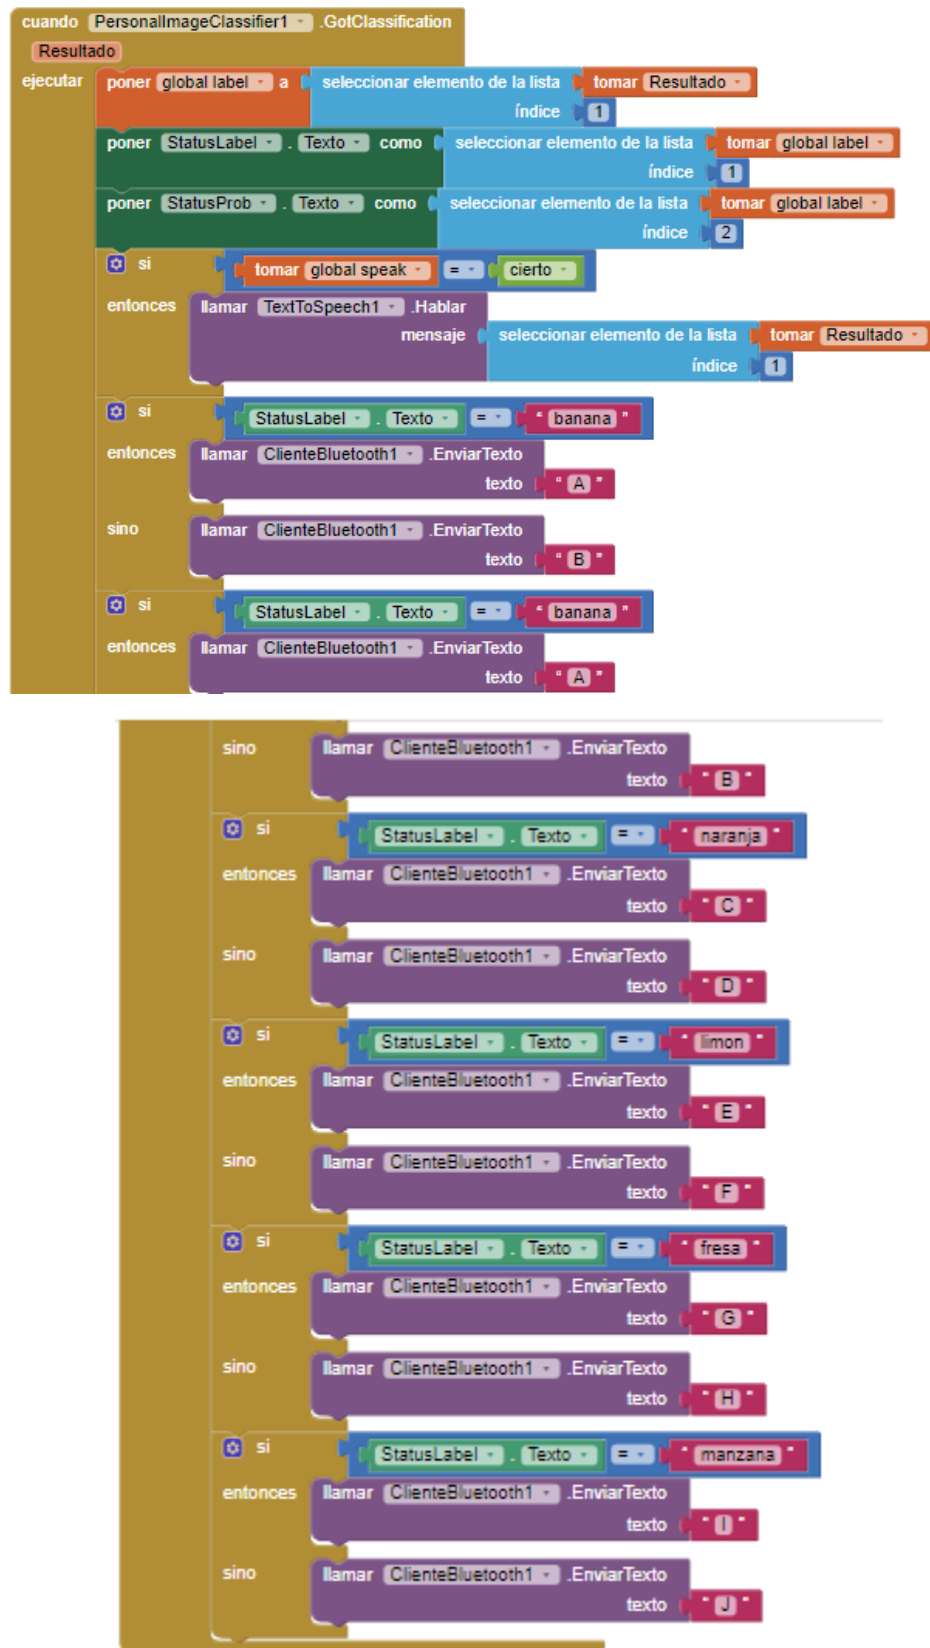 cuando PersonalImageClassifier1 .GotClassification
Resultado
ejecutar poner global label a seleccionar elemento de la lista tomar Resultado
índice 1
poner StatusLabel . Texto como seleccionar elemento de la lista tomar global label
índice 1
poner StatusProb . Texto como seleccionar elemento de la lista tomar global label
índice 2
si tomar global speak = cierto
entonces llamar TextToSpeech1 .Hablar
mensaje seleccionar elemento de la lista tomar Resultado
índice 1
si StatusLabel . Texto = " banana "
entonces llamar ClienteBluetooth1 .EnviarTexto
texto " A "
sino llamar ClienteBluetooth1 .EnviarTexto
texto " B "
si StatusLabel . Texto = " banana "
entonces llamar ClienteBluetooth1 .EnviarTexto
texto " A "
sino llamar ClienteBluetooth1 .EnviarTexto
texto " B "
si StatusLabel . Texto = " naranja "
entonces llamar ClienteBluetooth1 .EnviarTexto
texto " C "
sino llamar ClienteBluetooth1 .EnviarTexto
texto " D "
si StatusLabel . Texto = " limon "
entonces llamar ClienteBluetooth1 .EnviarTexto
texto " E "
sino llamar ClienteBluetooth1 .EnviarTexto
texto " F "
si StatusLabel . Texto = " fresa "
entonces llamar ClienteBluetooth1 .EnviarTexto
texto " G "
sino llamar ClienteBluetooth1 .EnviarTexto
texto " H "
si StatusLabel . Texto = " manzana "
entonces llamar ClienteBluetooth1 .EnviarTexto
texto " I "
sino llamar ClienteBluetooth1 .EnviarTexto
texto " J "